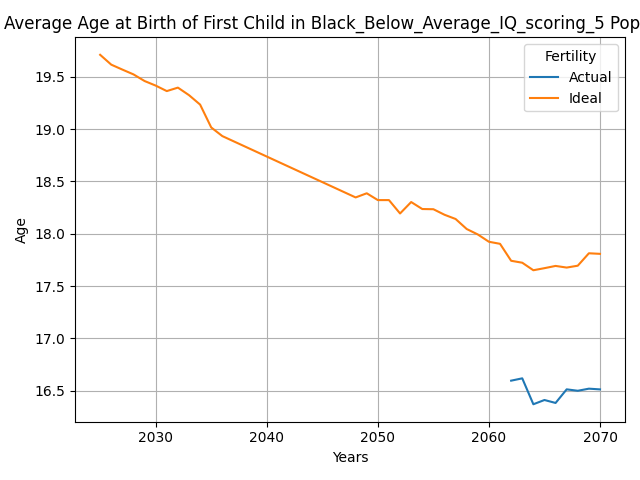 Average Age at Birth of First Child in Black_Below_Average_IQ_scoring_5 Pop
Fertility
Actual
Ideal
19.5
19.0
18.5
18.0
17.5
17.0
16.5
Age
2030 2040 2050 2060 2070
Years